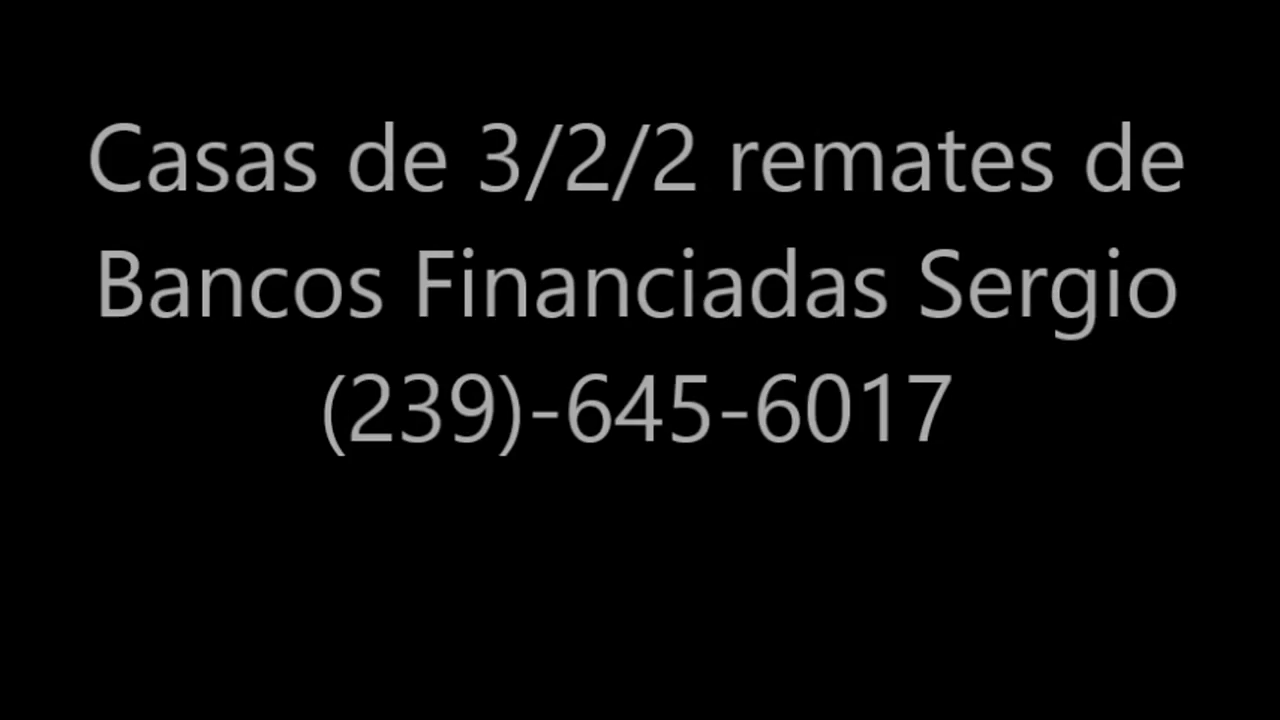 Casas de 3/2/2 remates de
Bancos Financiadas Sergio
(239)-645-6017